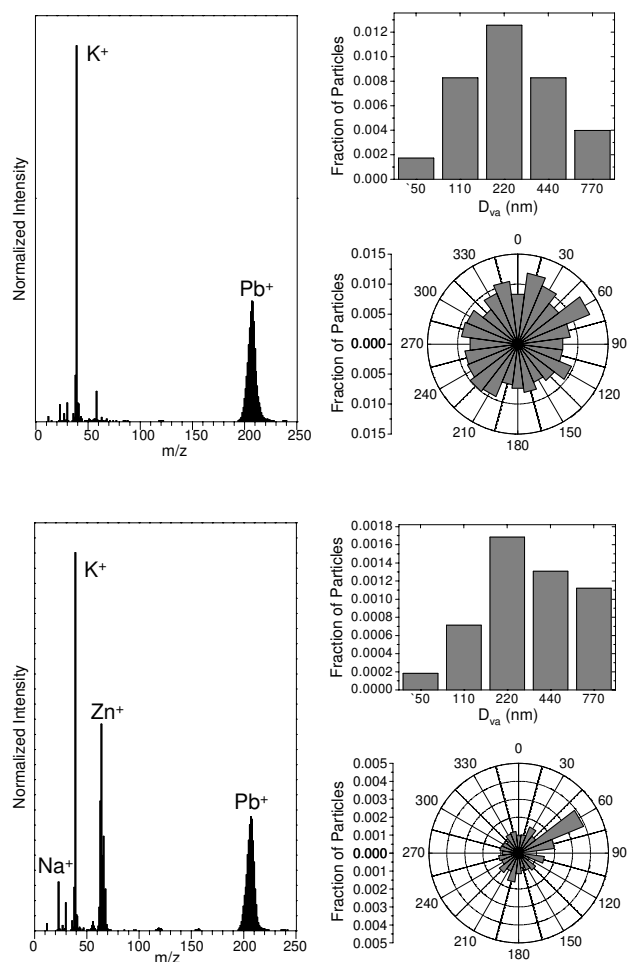 K⁺
Pb⁺
Normalized Intensity
0 50 100 150 200 250
m/z
0.012
0.010
0.008
0.006
0.004
0.002
0.000
Fraction of Particles
`50 110 220 440 770
Dva (nm)
0.015
0.010
0.005
0.000
0.005
0.010
0.015
Fraction of Particles
0
30
60
90
120
150
180
210
240
270
300
330
K⁺
Zn⁺
Pb⁺
Na⁺
Normalized Intensity
0 50 100 150 200 250
m/z
0.0018
0.0016
0.0014
0.0012
0.0010
0.0008
0.0006
0.0004
0.0002
0.0000
Fraction of Particles
`50 110 220 440 770
Dva (nm)
0.005
0.004
0.003
0.002
0.001
0.000
0.001
0.002
0.003
0.004
0.005
Fraction of Particles
0
30
60
90
120
150
180
210
240
270
300
330